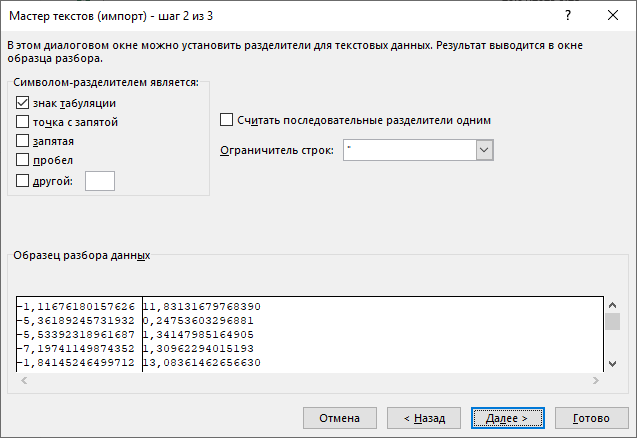 Мастер текстов (импорт) - шаг 2 из 3
?
В этом диалоговом окне можно установить разделители для текстовых данных. Результат выводится в окне
образца разбора.
Символом-разделителем является:
знак табуляции
точка с запятой
запятая
пробел
другой:
Считать последовательные разделители одним
Ограничитель строк: "
Образец разбора данных
-1,11676180157626 11,83131679768390
-5,36189245731932 0,24753603296881
-5,53392318961687 1,34147985164905
-7,19741149874352 1,30962294015193
-1,84145246499712 13,08361462656630
Отмена
< Назад
Далее >
Готово